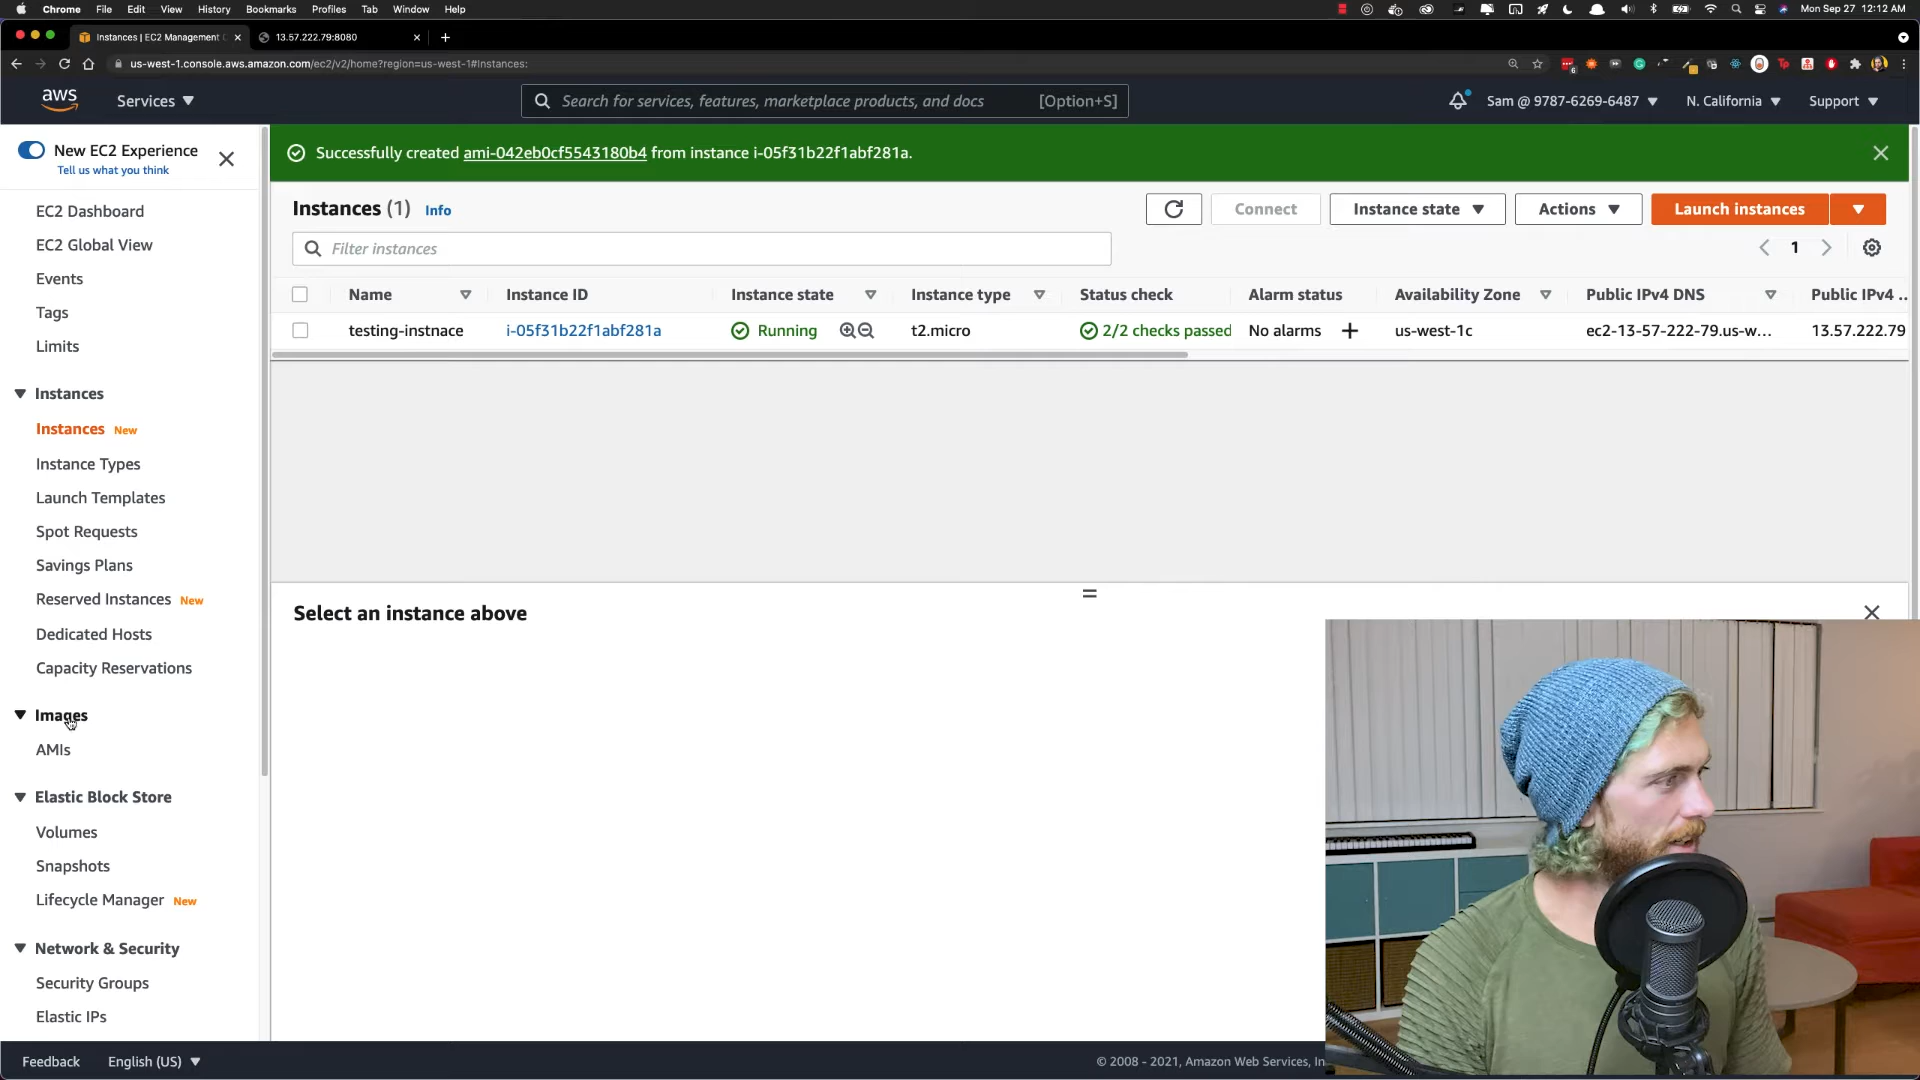 Chrome File Edit View History Bookmarks Profiles Tab Window Help Mon Sep 27 12:12 AM
Instances | EC2 Management C 13.57.222.79:8080
us-west-1.console.aws.amazon.com/ec2/v2/home?region=us-west-1#Instances:
aws Services Search for services, features, marketplace products, and docs [Option+S] Sam @ 9787-6269-6487 N. California Support
New EC2 Experience
Tell us what you think
Successfully created ami-042eb0cf5543180b4 from instance i-05f31b22f1abf281a.
EC2 Dashboard
EC2 Global View
Events
Tags
Limits
Instances
Instances New
Instance Types
Launch Templates
Spot Requests
Savings Plans
Reserved Instances New
Dedicated Hosts
Capacity Reservations
Images
AMIs
Elastic Block Store
Volumes
Snapshots
Lifecycle Manager New
Network & Security
Security Groups
Elastic IPs
Instances (1) Info Connect Instance state Actions Launch instances
Filter instances 1
Name Instance ID Instance state Instance type Status check Alarm status Availability Zone Public IPv4 DNS Public IPv4 ..
testing-instnace i-05f31b22f1abf281a Running t2.micro 2/2 checks passed No alarms us-west-1c ec2-13-57-222-79.us-w... 13.57.222.79
Select an instance above
Feedback English (US) © 2008 - 2021, Amazon Web Services, In